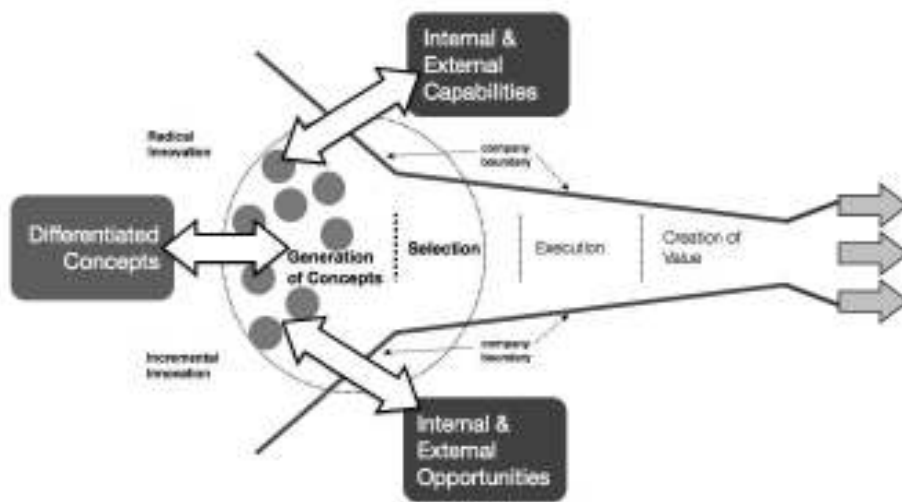 Internal &
External
Capabilities
Radical
Innovation
company
boundary
Differentiated
Concepts
Generation
of Concepts
Selection
Execution
Creation of
Value
Incremental
Innovation
company
boundary
Internal &
External
Opportunities